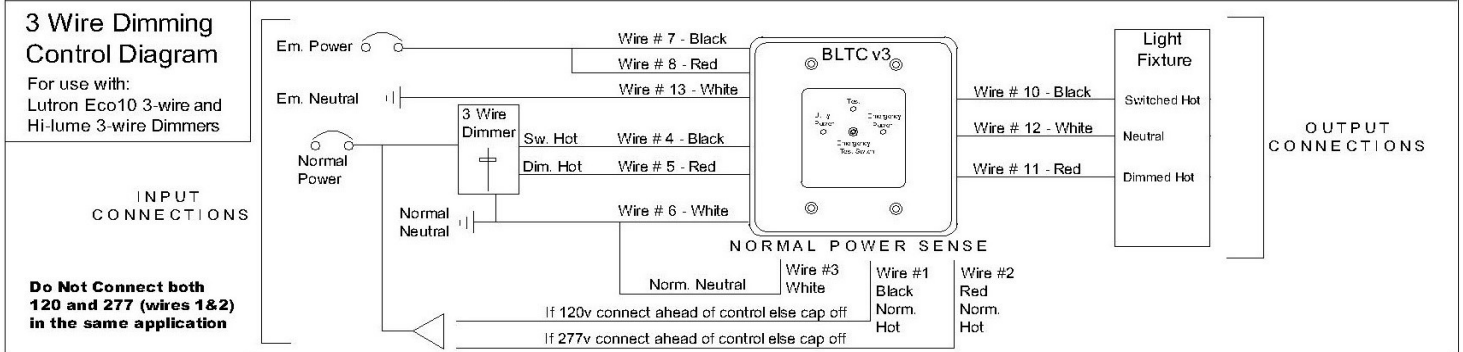 3 Wire Dimming
Control Diagram
For use with:
Lutron Eco10 3-wire and
Hi-lume 3-wire Dimmers
INPUT
CONNECTIONS
Do Not Connect both
120 and 277 (wires 1&2)
in the same application
Em. Power
Em. Neutral
Normal
Power
3 Wire
Dimmer
Normal
Neutral
Sw. Hot
Dim. Hot
Wire # 7 - Black
Wire # 8 - Red
Wire # 13 - White
Wire # 4 - Black
Wire # 5 - Red
Wire # 6 - White
BLTC v3
Emergency
Power
Emergency
Test Switch
NORMAL POWER SENSE
Norm. Neutral
Wire #3
White
Wire #1
Black
Norm.
Hot
Wire #2
Red
Norm.
Hot
If 120v connect ahead of control else cap off
If 277v connect ahead of control else cap off
Wire # 10 - Black
Wire # 12 - White
Wire # 11 - Red
Light
Fixture
Switched Hot
Neutral
Dimmed Hot
OUTPUT
CONNECTIONS